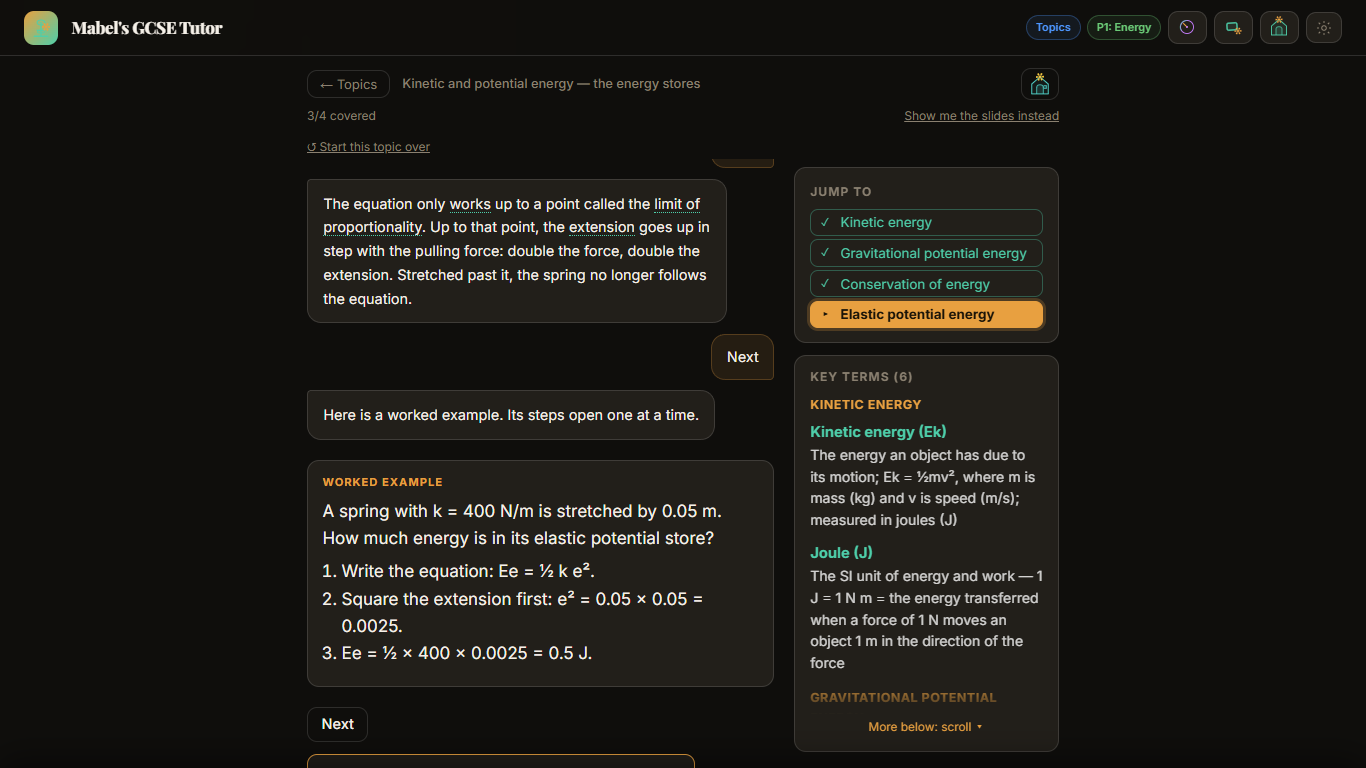 Mabel's GCSE Tutor
Topics
P1: Energy
← Topics
Kinetic and potential energy — the energy stores
3/4 covered
Show me the slides instead
↺ Start this topic over
The equation only works up to a point called the limit of
proportionality. Up to that point, the extension goes up in
step with the pulling force: double the force, double the
extension. Stretched past it, the spring no longer follows
the equation.
Next
Here is a worked example. Its steps open one at a time.
WORKED EXAMPLE
A spring with k = 400 N/m is stretched by 0.05 m.
How much energy is in its elastic potential store?
1. Write the equation: Ee = ½ k e².
2. Square the extension first: e² = 0.05 × 0.05 =
0.0025.
3. Ee = ½ × 400 × 0.0025 = 0.5 J.
Next
JUMP TO
✓ Kinetic energy
✓ Gravitational potential energy
✓ Conservation of energy
▸ Elastic potential energy
KEY TERMS (6)
KINETIC ENERGY
Kinetic energy (Ek)
The energy an object has due to
its motion; Ek = ½mv², where m is
mass (kg) and v is speed (m/s);
measured in joules (J)
Joule (J)
The SI unit of energy and work — 1
J = 1 N m = the energy transferred
when a force of 1 N moves an
object 1 m in the direction of the
force
GRAVITATIONAL POTENTIAL
More below: scroll ▾